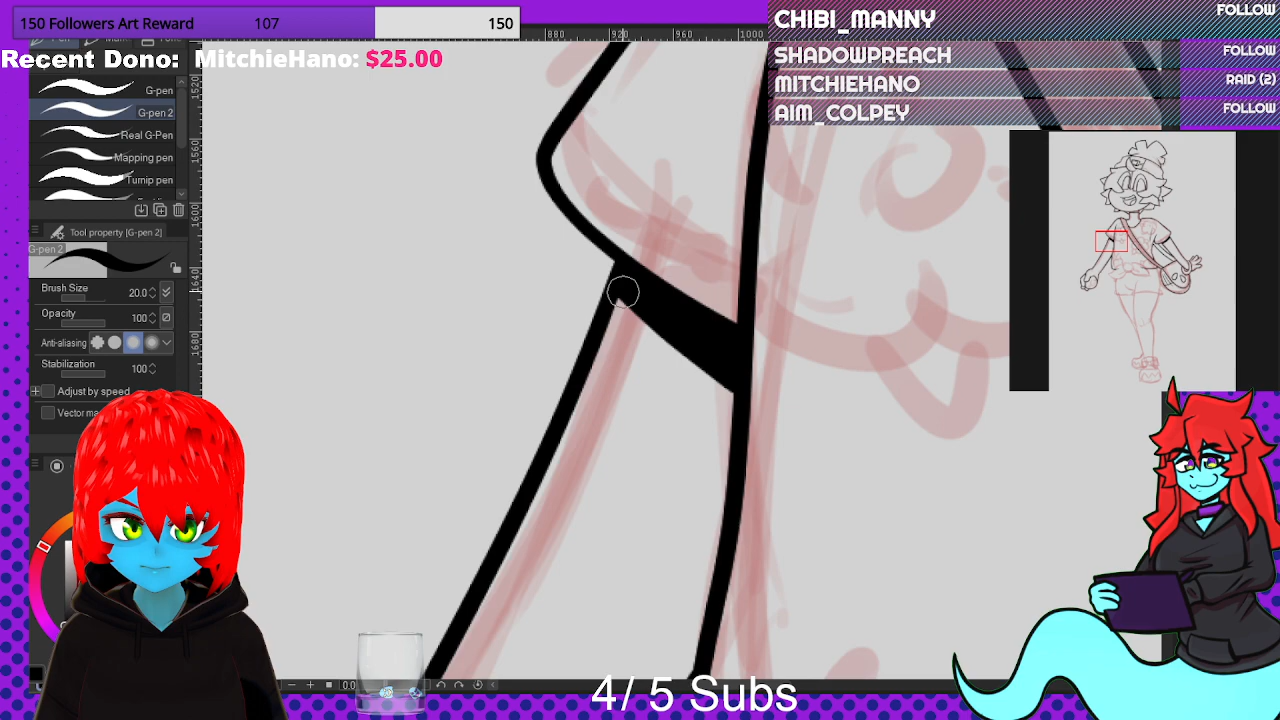 150 Followers Art Reward 107 150
Recent Dono: MitchieHano: $25.00
CHIBI_MANNY FOLLOW
SHADOWPREACH FOLLOW
MITCHIEHANO RAID (2)
AIM_COLPEY FOLLOW
880 920 960 1000
1520
1560
1600
1640
1680
G-pen
G-pen 2
Real G-Pen
Mapping pen
Turnip pen
Tool property [G-pen 2]
G-pen 2
Brush Size 20.0
Opacity 100
Anti-aliasing
Stabilization 100
Adjust by speed
Vector ma
4/ 5 Subs